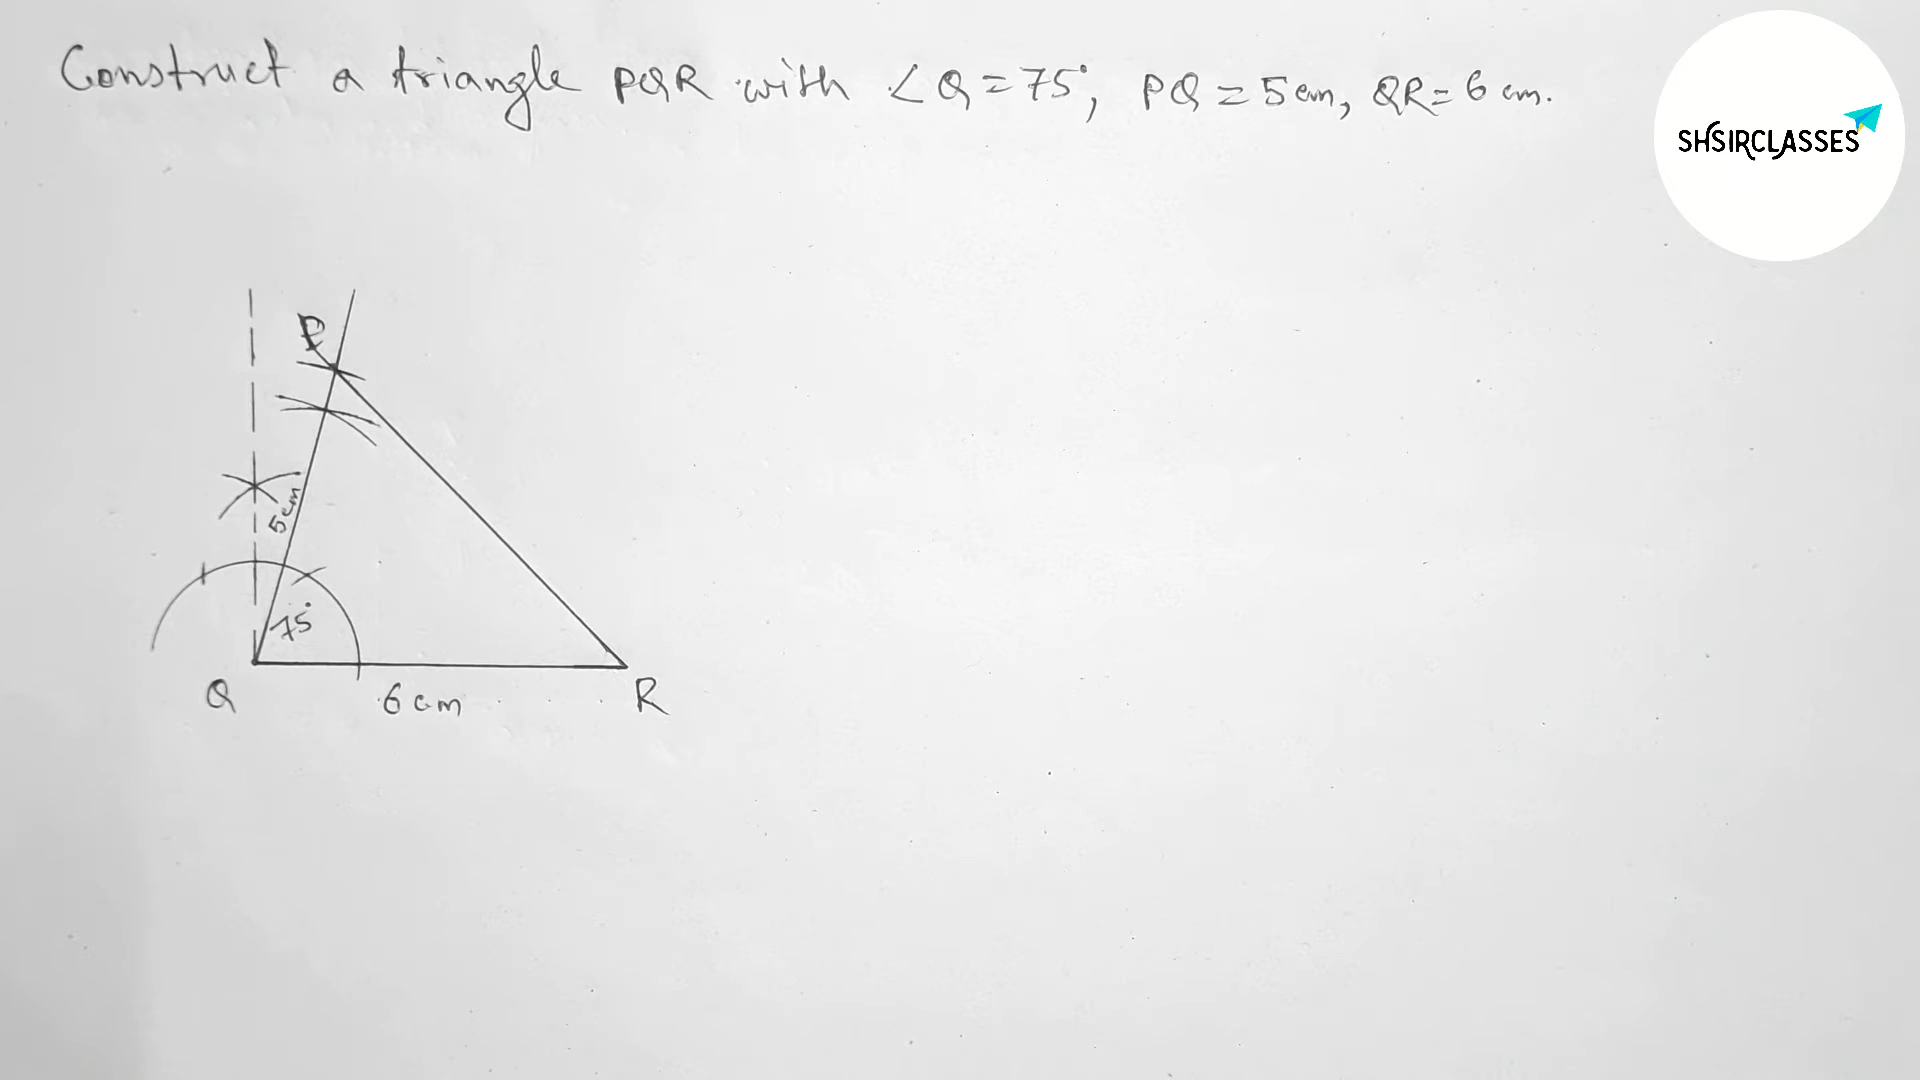 Construct a triangle PQR with ∠Q = 75°, PQ = 5 cm, QR = 6 cm.
SHSIRCLASSES
P
5cm
75°
Q
6 cm
R